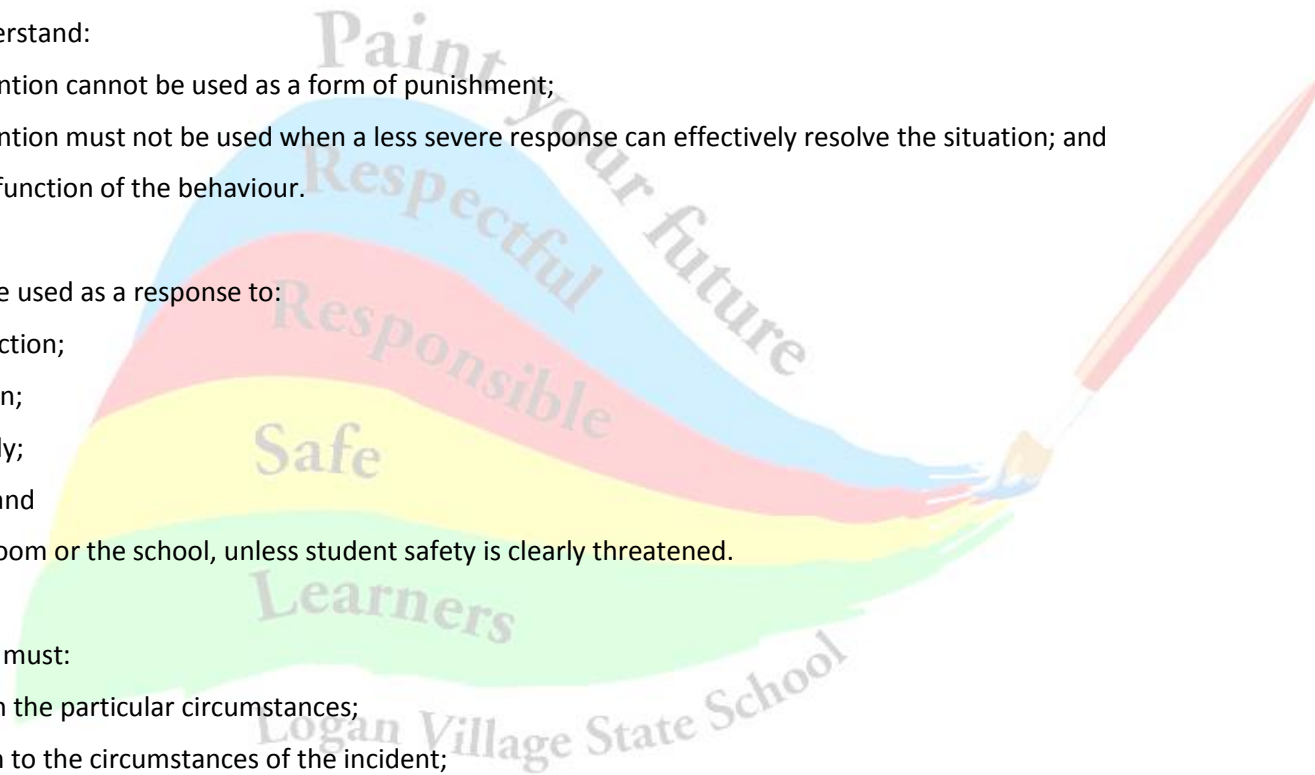 erstand:
ntion cannot be used as a form of punishment;
ntion must not be used when a less severe response can effectively resolve the situation; and
function of the behaviour.
e used as a response to:
ction;
n;
ly;
and
oom or the school, unless student safety is clearly threatened.
must:
n the particular circumstances;
n to the circumstances of the incident;
Paint your future
Respectful
Responsible
Safe
Learners
Logan Village State School